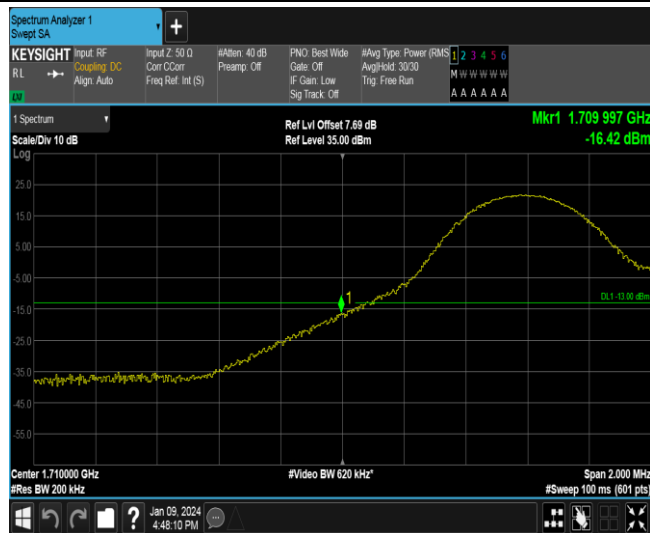 Spectrum Analyzer 1
Swept SA
+
KEYSIGHT
RL
Input: RF
Coupling: DC
Align: Auto
Input Z: 50 Ω
Corr CCorr
Freq Ref: Int (S)
#Atten: 40 dB
Preamp: Off
PNO: Best Wide
Gate: Off
IF Gain: Low
Sig Track: Off
#Avg Type: Power (RMS
Avg|Hold: 30/30
Trig: Free Run
1 2 3 4 5 6
M W W W W W
A A A A A A
1 Spectrum
Scale/Div 10 dB
Ref Lvl Offset 7.69 dB
Ref Level 35.00 dBm
Mkr1 1.709 997 GHz
-16.42 dBm
Log
25.0
15.0
5.00
-5.00
-15.0
-25.0
-35.0
-45.0
-55.0
1
DL1 -13.00 dBm
Center 1.710000 GHz
#Res BW 200 kHz
#Video BW 620 kHz*
Span 2.000 MHz
#Sweep 100 ms (601 pts)
?
Jan 09, 2024
4:48:10 PM